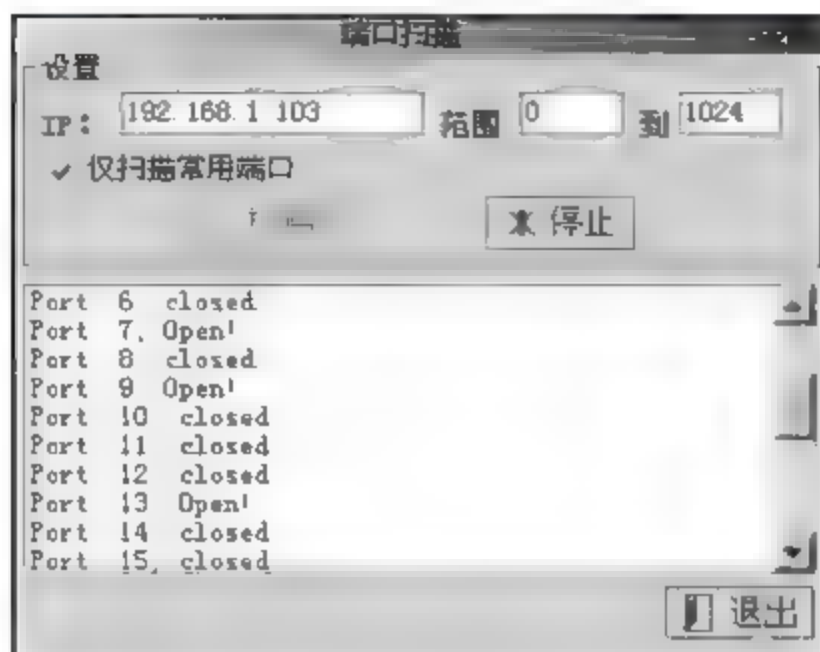 端口扫描
设置
IP: 192.168.1.103 范围 0 到 1024
✓ 仅扫描常用端口
停止
Port 6 closed
Port 7, Open!
Port 8 closed
Port 9 Open!
Port 10 closed
Port 11 closed
Port 12 closed
Port 13 Open!
Port 14 closed
Port 15, closed
退出